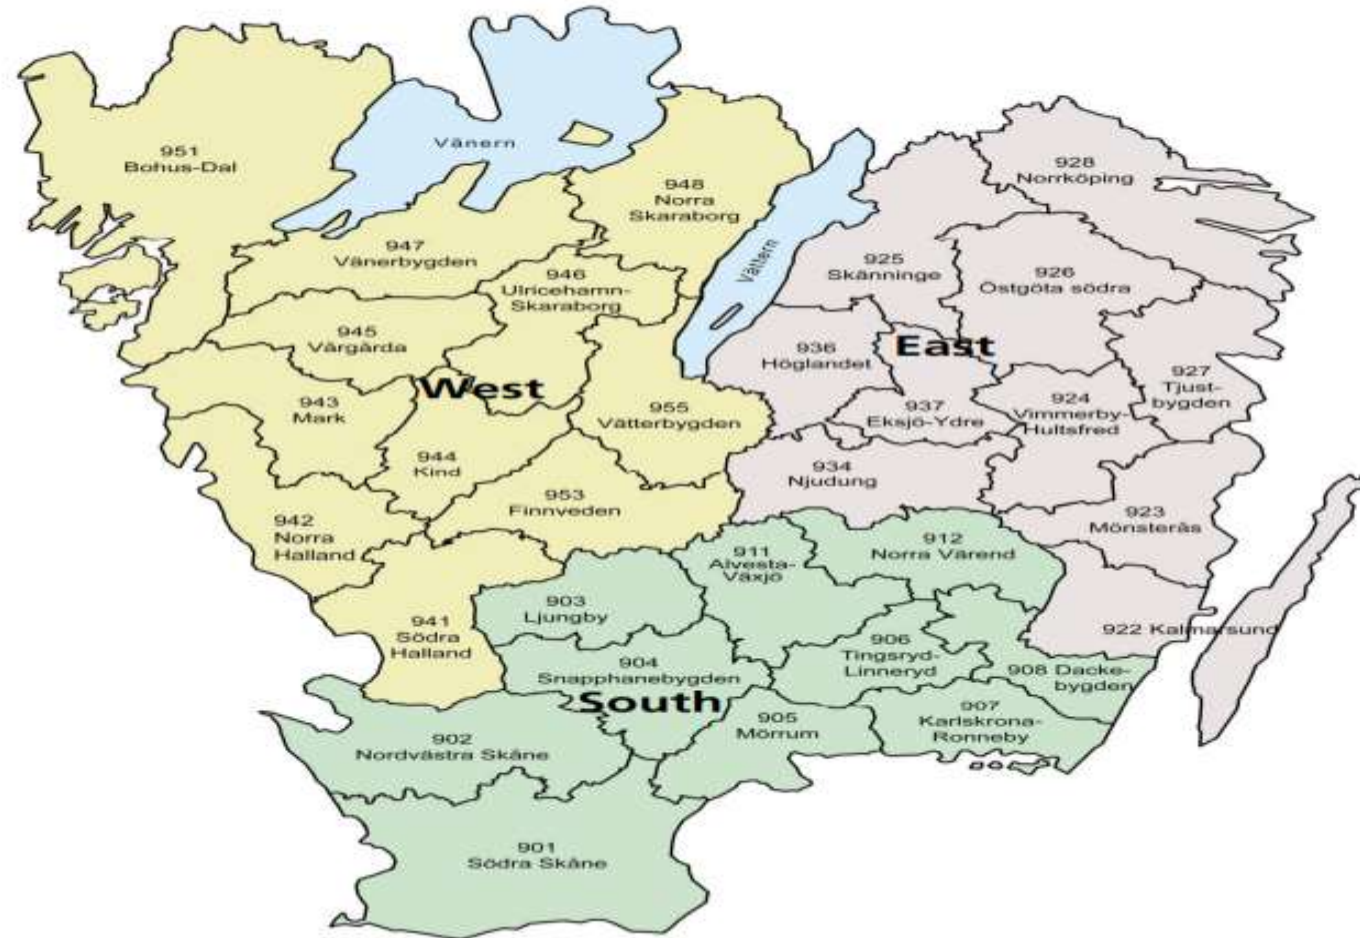 951
Bohus-Dal
Vänern
948
Norra
Skaraborg
928
Norrköping
947
Vänerbygden
946
Ulricehamn-
Skaraborg
Vättern
925
Skänninge
926
Östgöta södra
945
Vårgårda
936
Höglandet
East
West
943
Mark
955
Vätterbygden
937
Eksjö-Ydre
924
Vimmerby-
Hultsfred
927
Tjust-
bygden
944
Kind
934
Njudung
953
Finnveden
942
Norra
Halland
923
Mönsterås
911
Alvesta-
Växjö
912
Norra Värend
903
Ljungby
941
Södra
Halland
922 Kalmarsund
906
Tingsryd-
Linneryd
904
Snapphanebygden
908 Dacke-
bygden
South
905
Mörrum
907
Karlskrona-
Ronneby
902
Nordvästra Skåne
901
Södra Skåne